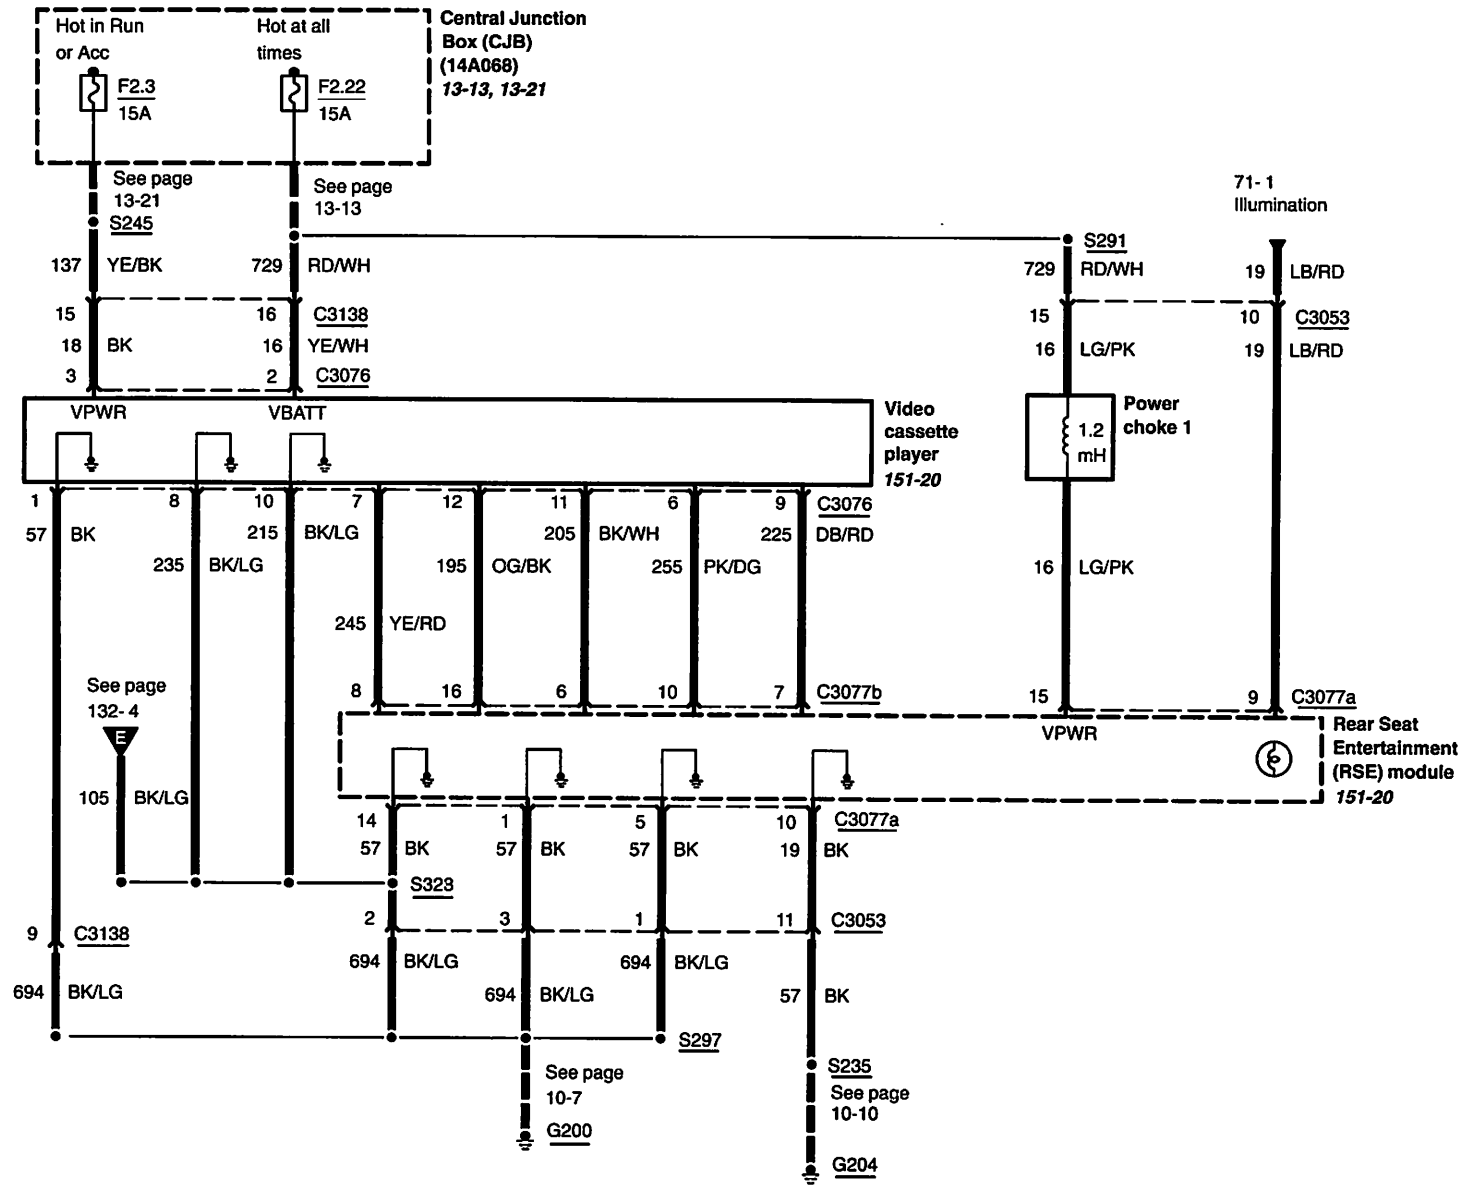 Hot in Run
or Acc
Hot at all
times
F2.3
15A
F2.22
15A
Central Junction
Box (CJB)
(14A068)
13-13, 13-21
See page
13-21
S245
See page
13-13
71-1
Illumination
S291
137 YE/BK
729 RD/WH
729 RD/WH
19 LB/RD
15
16 C3138
15
10 C3053
18 BK
16 YE/WH
16 LG/PK
19 LB/RD
3
2 C3076
VPWR
VBATT
Video
cassette
player
151-20
1.2
mH
Power
choke 1
1
8
10
7
12
11
6
9 C3076
57 BK
215 BK/LG
205 BK/WH
225 DB/RD
235 BK/LG
195 OG/BK
255 PK/DG
16 LG/PK
245 YE/RD
See page
132-4
E
8
16
6
10
7 C3077b
15
9 C3077a
VPWR
Rear Seat
Entertainment
(RSE) module
151-20
105 BK/LG
14
1
5
10 C3077a
57 BK
57 BK
57 BK
19 BK
S323
2
3
1
11 C3053
9 C3138
694 BK/LG
694 BK/LG
694 BK/LG
694 BK/LG
57 BK
S297
S235
See page
10-7
See page
10-10
G200
G204